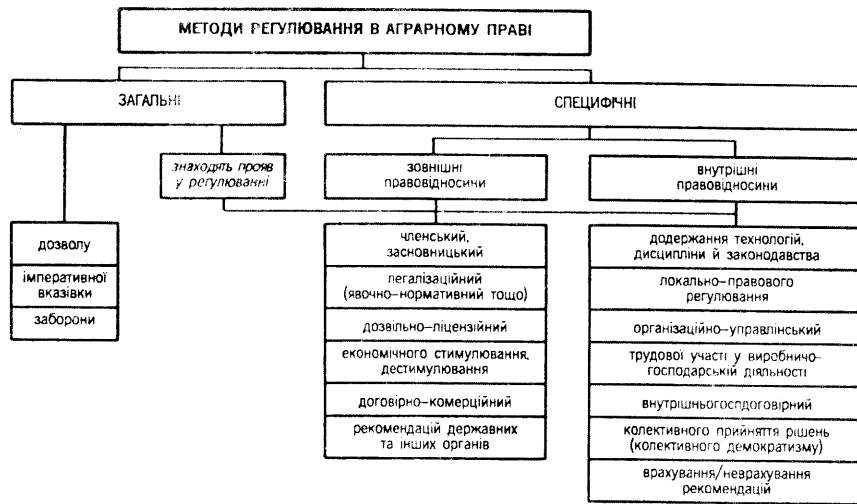 МЕТОДИ РЕГУЛЮВАННЯ В АГРАРНОМУ ПРАВІ
ЗАГАЛЬНІ
СПЕЦИФІЧНІ
знаходять прояв
у регулюванні
зовнішні
правовідносини
внутрішні
правовідносини
дозволу
імперативної
вказівки
заборони
членський,
засновницький
легалізаційний
(явочно-нормативний тощо)
дозвільно-ліцензійний
економічного стимулювання,
дестимулювання
договірно-комерційний
рекомендацій державних
та інших органів
додержання технологій,
дисципліни й законодавства
локально-правового
регулювання
організаційно-управлінський
трудової участі у виробничо-
господарській діяльності
внутрішньогспдоговірний
колективного прийняття рішень
(колективного демократизму)
врахування/неврахування
рекомендацій